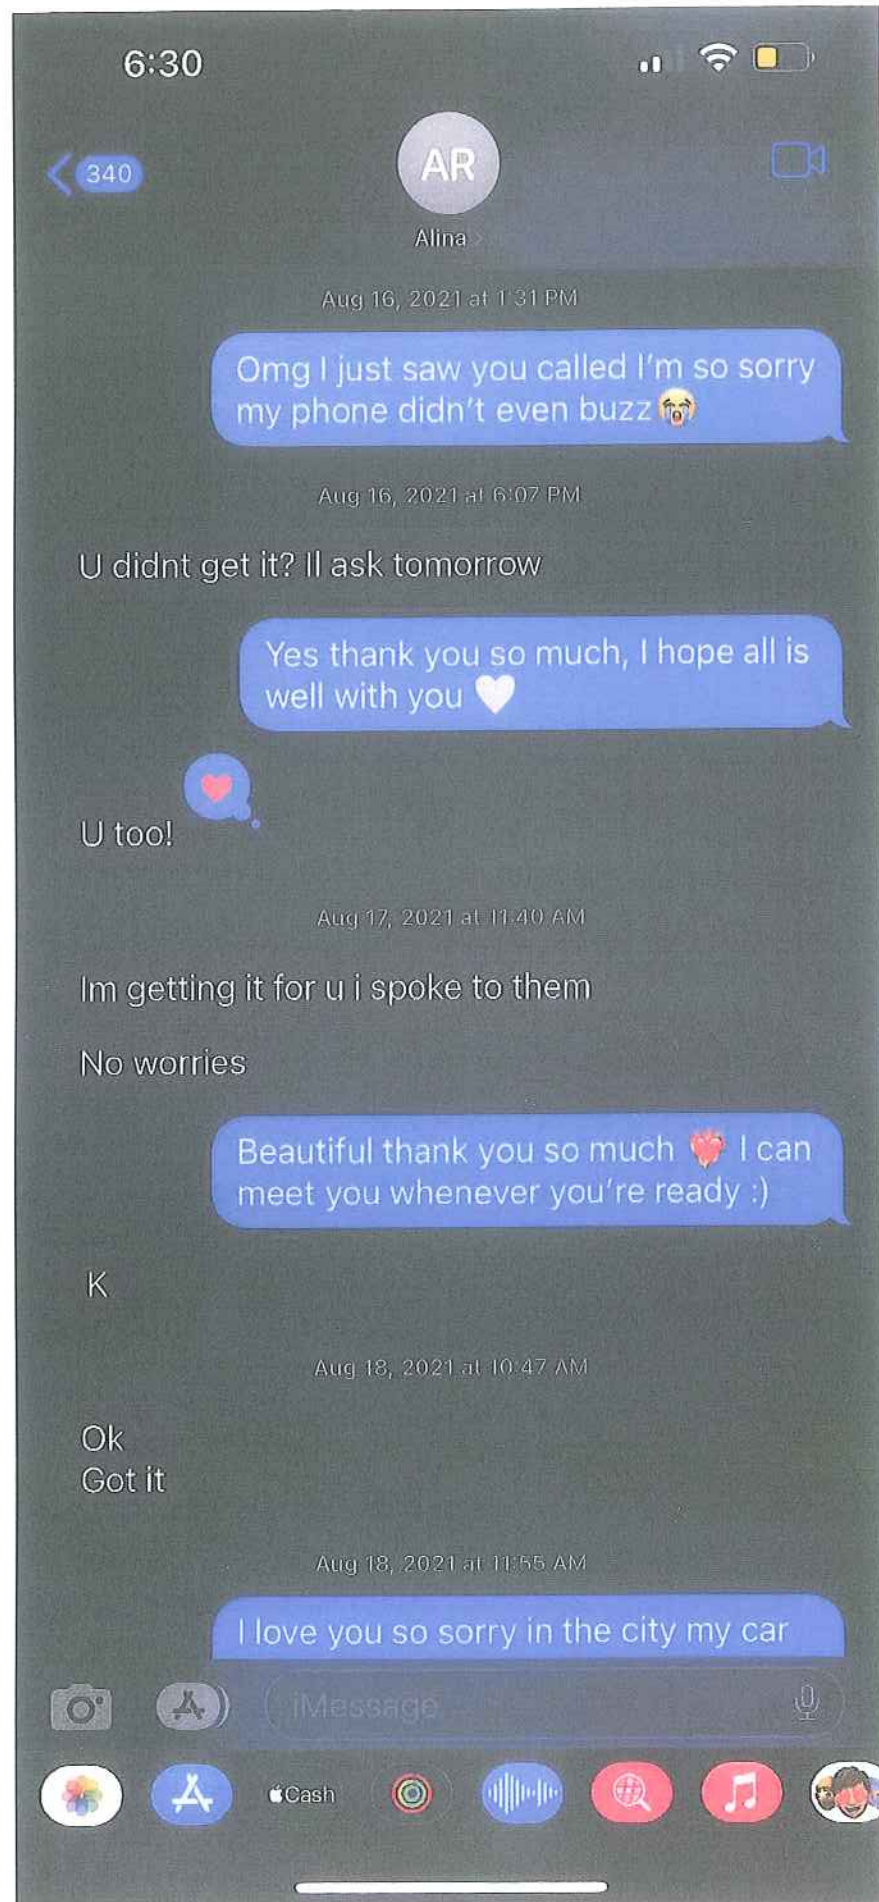 6:30
340
AR
Alina
Aug 16, 2021 at 1:31 PM
Omg I just saw you called I'm so sorry
my phone didn't even buzz😭
Aug 16, 2021 at 6:07 PM
U didnt get it? Il ask tomorrow
Yes thank you so much, I hope all is
well with you 🤍
U too!
Aug 17, 2021 at 11:40 AM
Im getting it for u i spoke to them
No worries
Beautiful thank you so much 💖 I can
meet you whenever you're ready :)
K
Aug 18, 2021 at 10:47 AM
Ok
Got it
Aug 18, 2021 at 11:55 AM
I love you so sorry in the city my car
iMessage
Cash